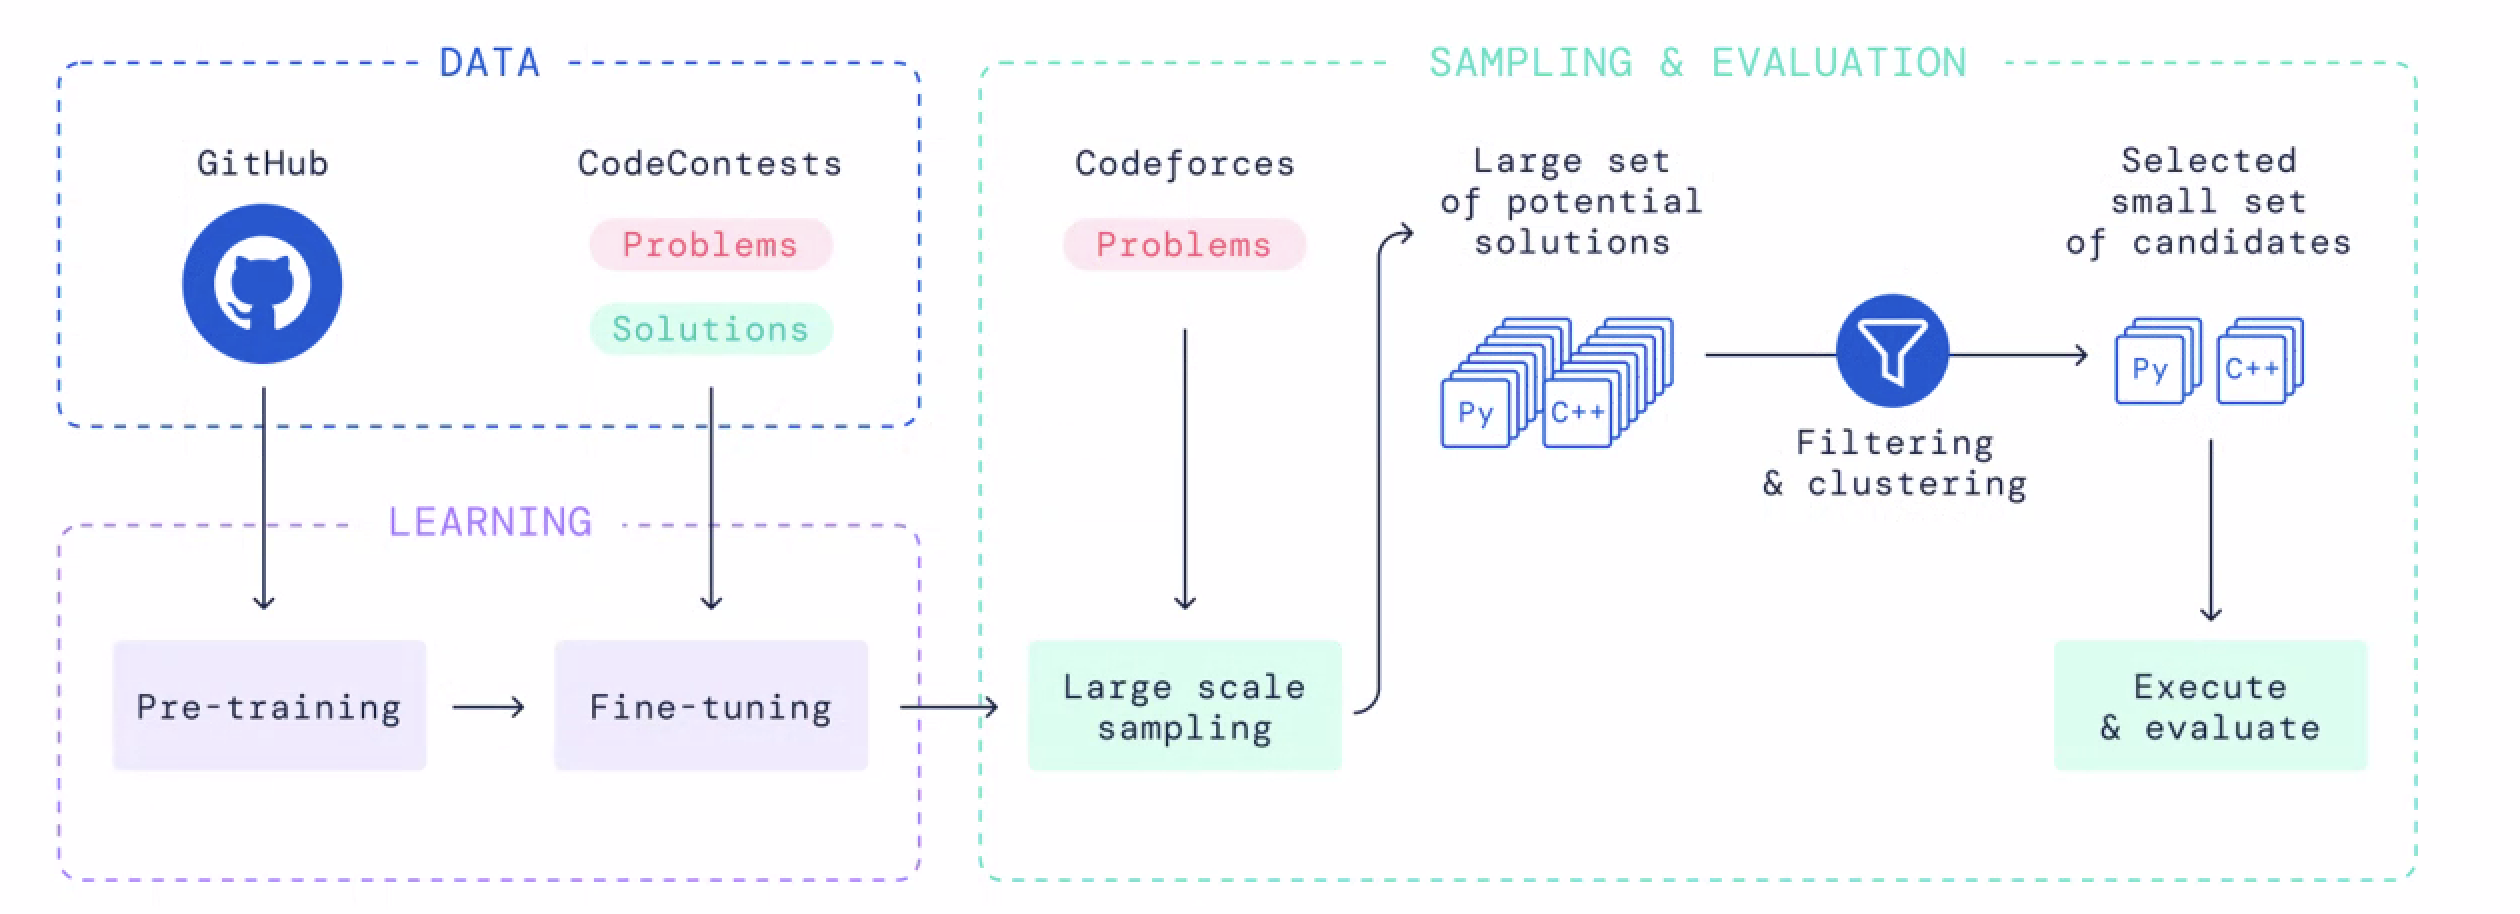 DATA
GitHub
CodeContests
Problems
Solutions
LEARNING
Pre-training
Fine-tuning
SAMPLING & EVALUATION
Codeforces
Problems
Large scale
sampling
Large set
of potential
solutions
Py
C++
Filtering
& clustering
Selected
small set
of candidates
Py
C++
Execute
& evaluate